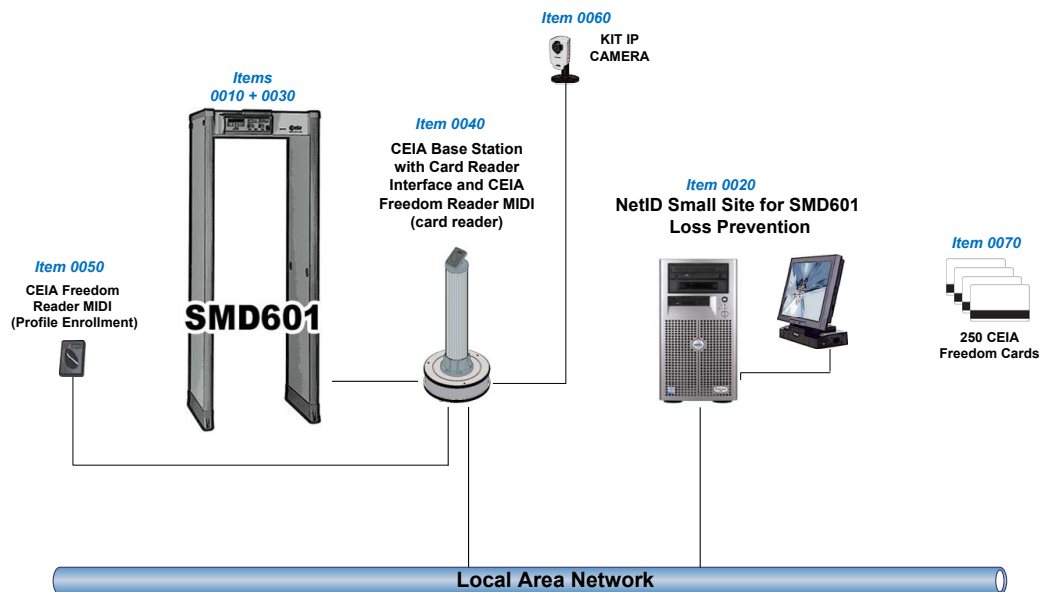 Item 0060
KIT IP
CAMERA
Items
0010 + 0030
Item 0040
CEIA Base Station
with Card Reader
Interface and CEIA
Freedom Reader MIDI
(card reader)
Item 0020
NetID Small Site for SMD601
Loss Prevention
Item 0070
250 CEIA
Freedom Cards
Item 0050
CEIA Freedom
Reader MIDI
(Profile Enrollment)
SMD601
Local Area Network